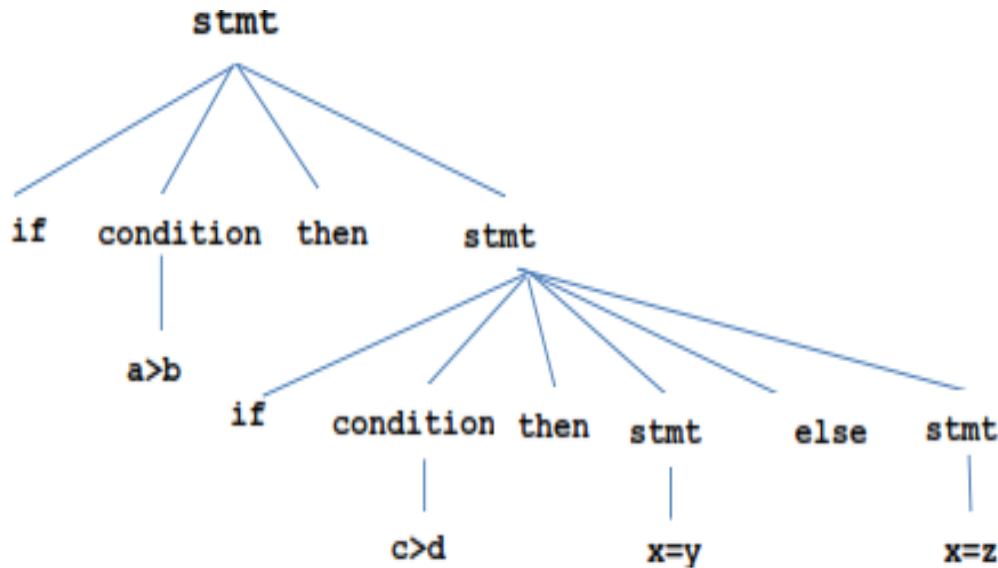 stmt
if condition then stmt
a>b
if condition then stmt else stmt
c>d x=y x=z